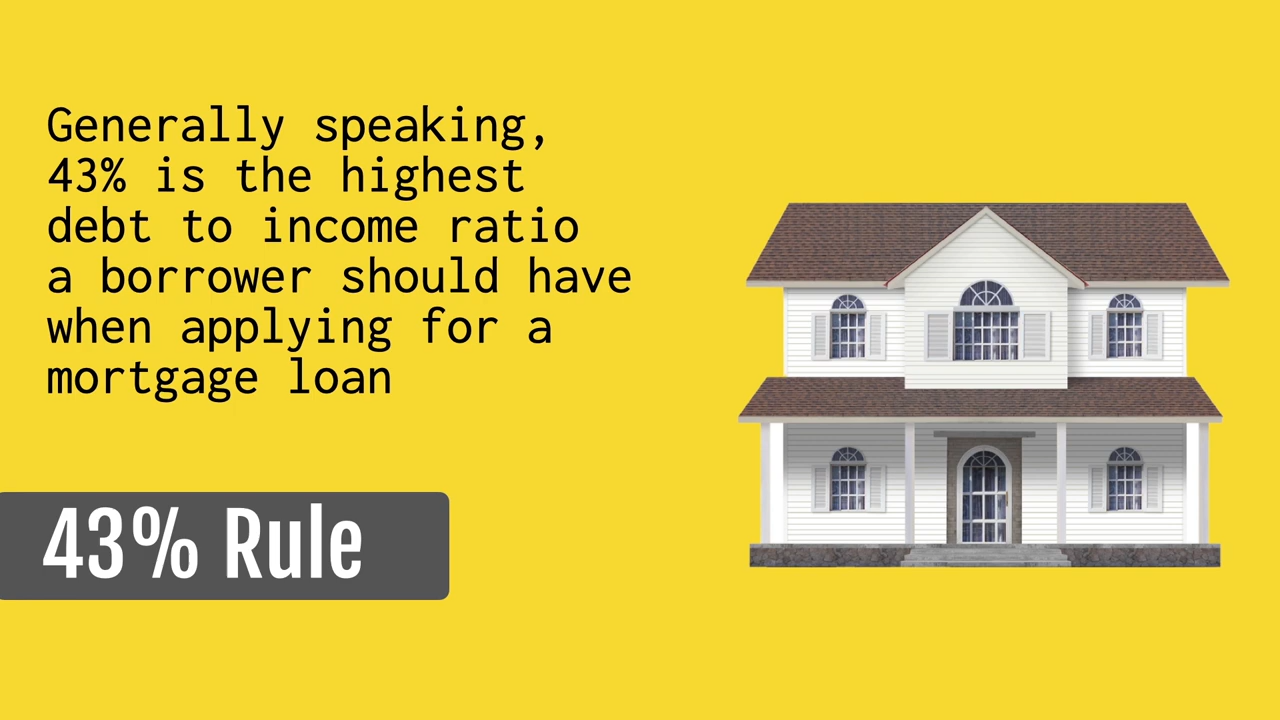 Generally speaking,
43% is the highest
debt to income ratio
a borrower should have
when applying for a
mortgage loan
43% Rule